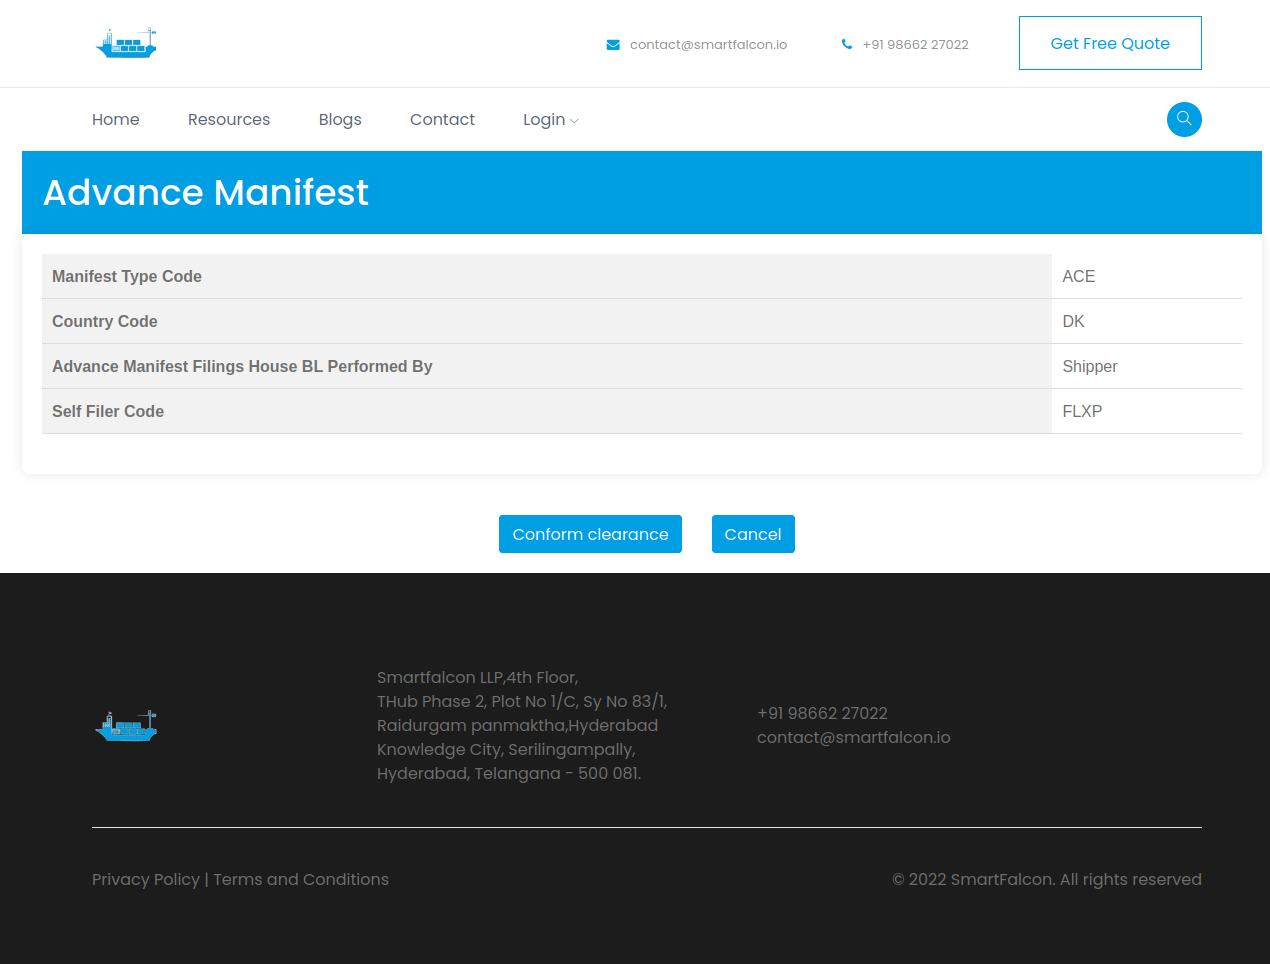 contact@smartfalcon.io +91 98662 27022 Get Free Quote
Home Resources Blogs Contact Login
Advance Manifest
Manifest Type Code ACE
Country Code DK
Advance Manifest Filings House BL Performed By Shipper
Self Filer Code FLXP
Conform clearance Cancel
Smartfalcon LLP,4th Floor,
THub Phase 2, Plot No 1/C, Sy No 83/1,
Raidurgam panmaktha,Hyderabad
Knowledge City, Serilingampally,
Hyderabad, Telangana - 500 081.
+91 98662 27022
contact@smartfalcon.io
Privacy Policy | Terms and Conditions © 2022 SmartFalcon. All rights reserved